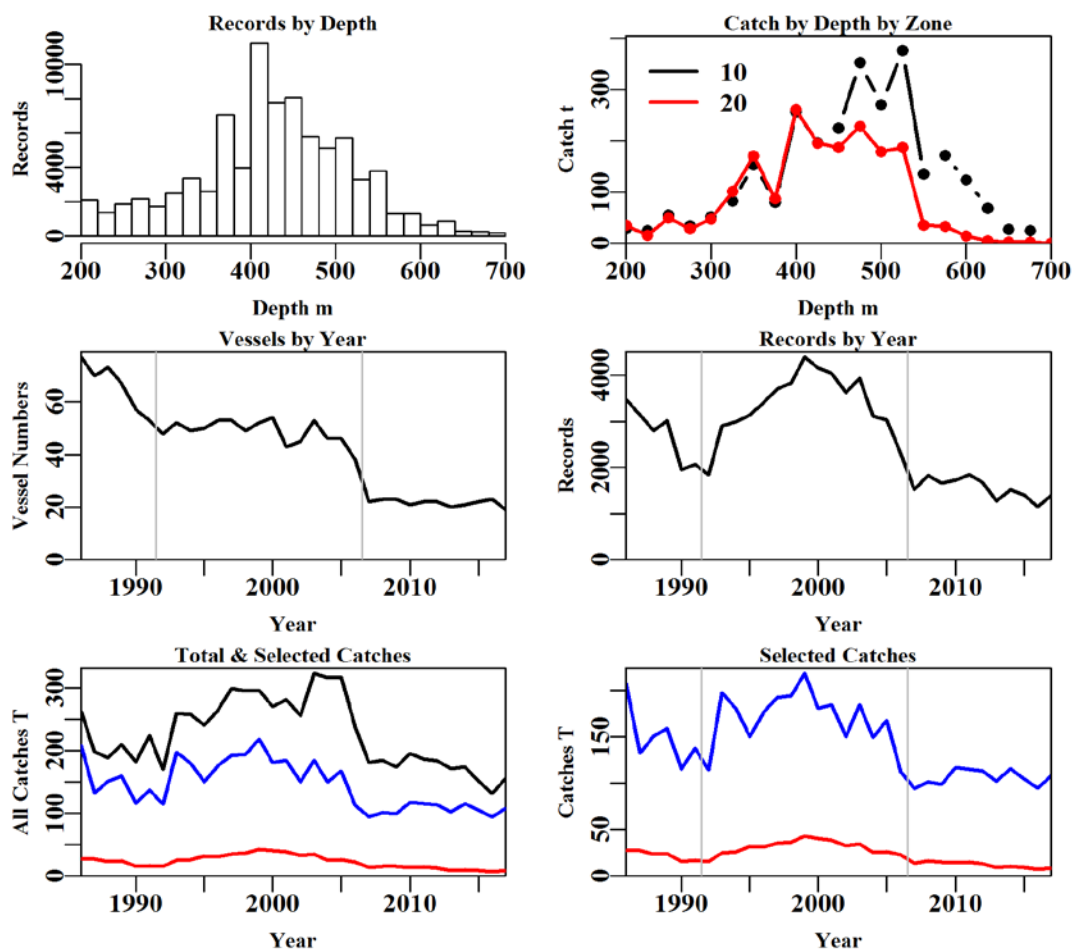 Records by Depth
Records
0
4000
10000
200 300 400 500 600 700
Depth m
Catch by Depth by Zone
Catch t
0
100
300
10
20
200 300 400 500 600 700
Depth m
Vessels by Year
Vessel Numbers
0
20
40
60
1990 2000 2010
Year
Records by Year
Records
0
2000
4000
1990 2000 2010
Year
Total & Selected Catches
All Catches T
0
100
200
300
1990 2000 2010
Year
Selected Catches
Catches T
0
50
150
1990 2000 2010
Year